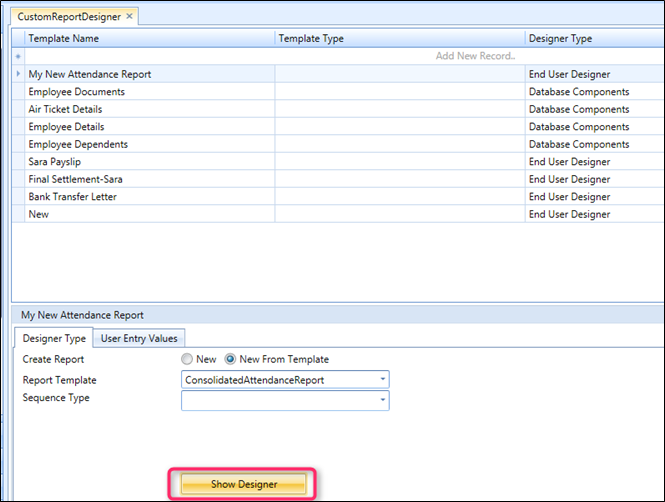 CustomReportDesigner ×
Template Name Template Type Designer Type
Add New Record..
My New Attendance Report End User Designer
Employee Documents Database Components
Air Ticket Details Database Components
Employee Details Database Components
Employee Dependents Database Components
Sara Payslip End User Designer
Final Settlement-Sara End User Designer
Bank Transfer Letter End User Designer
New End User Designer
My New Attendance Report
Designer Type User Entry Values
Create Report New New From Template
Report Template ConsolidatedAttendanceReport
Sequence Type
Show Designer